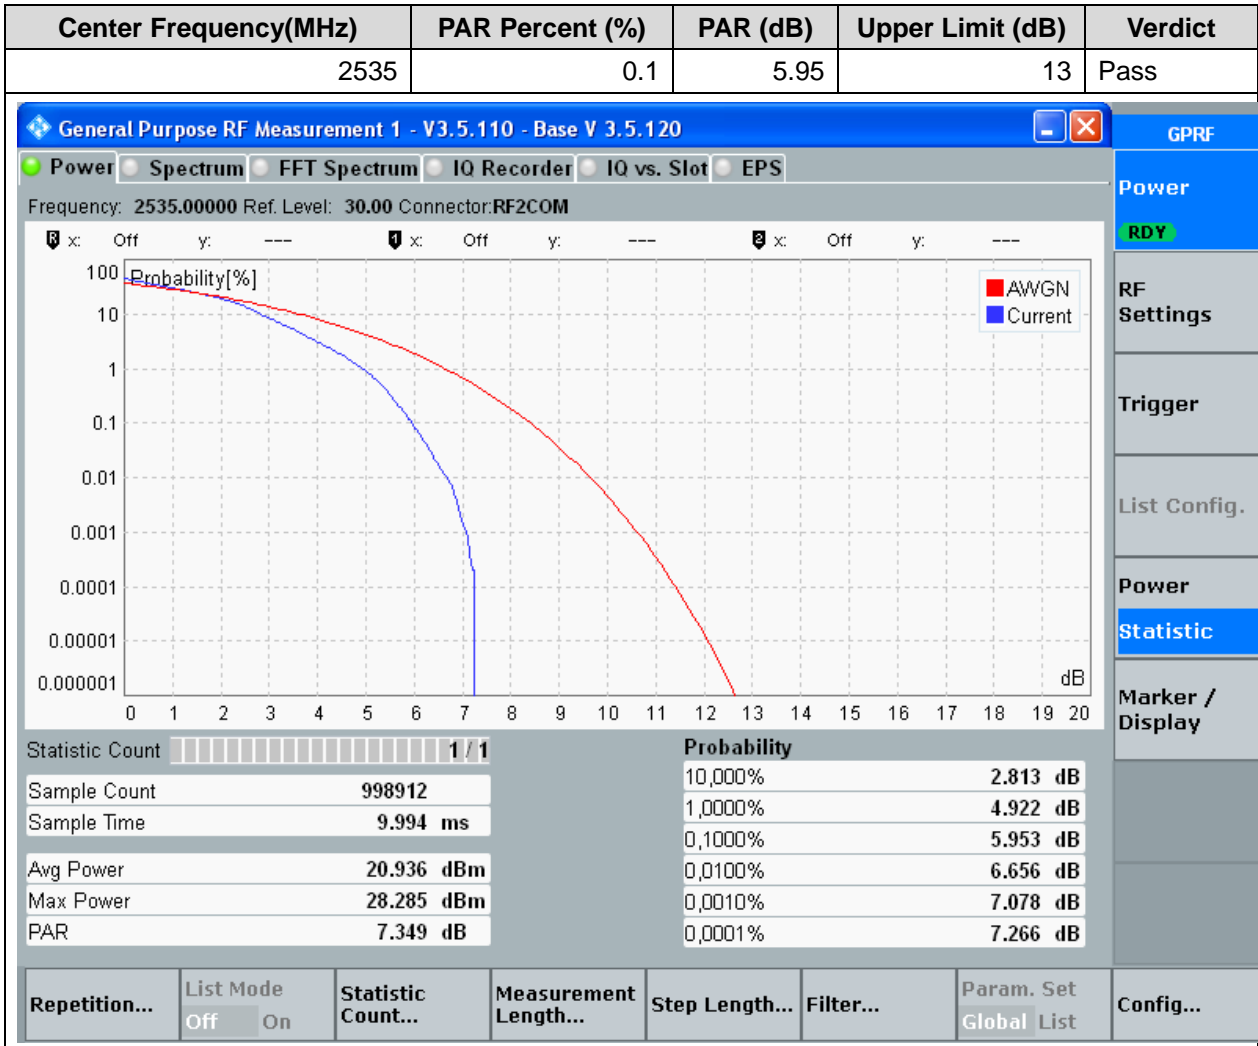 Center Frequency(MHz) PAR Percent (%) PAR (dB) Upper Limit (dB) Verdict
2535 0.1 5.95 13 Pass
General Purpose RF Measurement 1 - V3.5.110 - Base V 3.5.120
GPRF
Power Spectrum FFT Spectrum IQ Recorder IQ vs. Slot EPS
Power
RDY
Frequency: 2535.00000 Ref. Level: 30.00 Connector:RF2COM
R x: Off y: --- 1 x: Off y: --- 2 x: Off y: ---
Probability[%]
AWGN
Current
100
10
1
0.1
0.01
0.001
0.0001
0.00001
0.000001
dB
0 1 2 3 4 5 6 7 8 9 10 11 12 13 14 15 16 17 18 19 20
RF
Settings
Trigger
List Config.
Power
Statistic
Marker /
Display
Statistic Count 1 / 1
Sample Count 998912
Sample Time 9.994 ms
Avg Power 20.936 dBm
Max Power 28.285 dBm
PAR 7.349 dB
Probability
10,000% 2.813 dB
1,0000% 4.922 dB
0,1000% 5.953 dB
0,0100% 6.656 dB
0,0010% 7.078 dB
0,0001% 7.266 dB
Repetition...
List Mode
Off On
Statistic
Count...
Measurement
Length...
Step Length...
Filter...
Param. Set
Global List
Config...